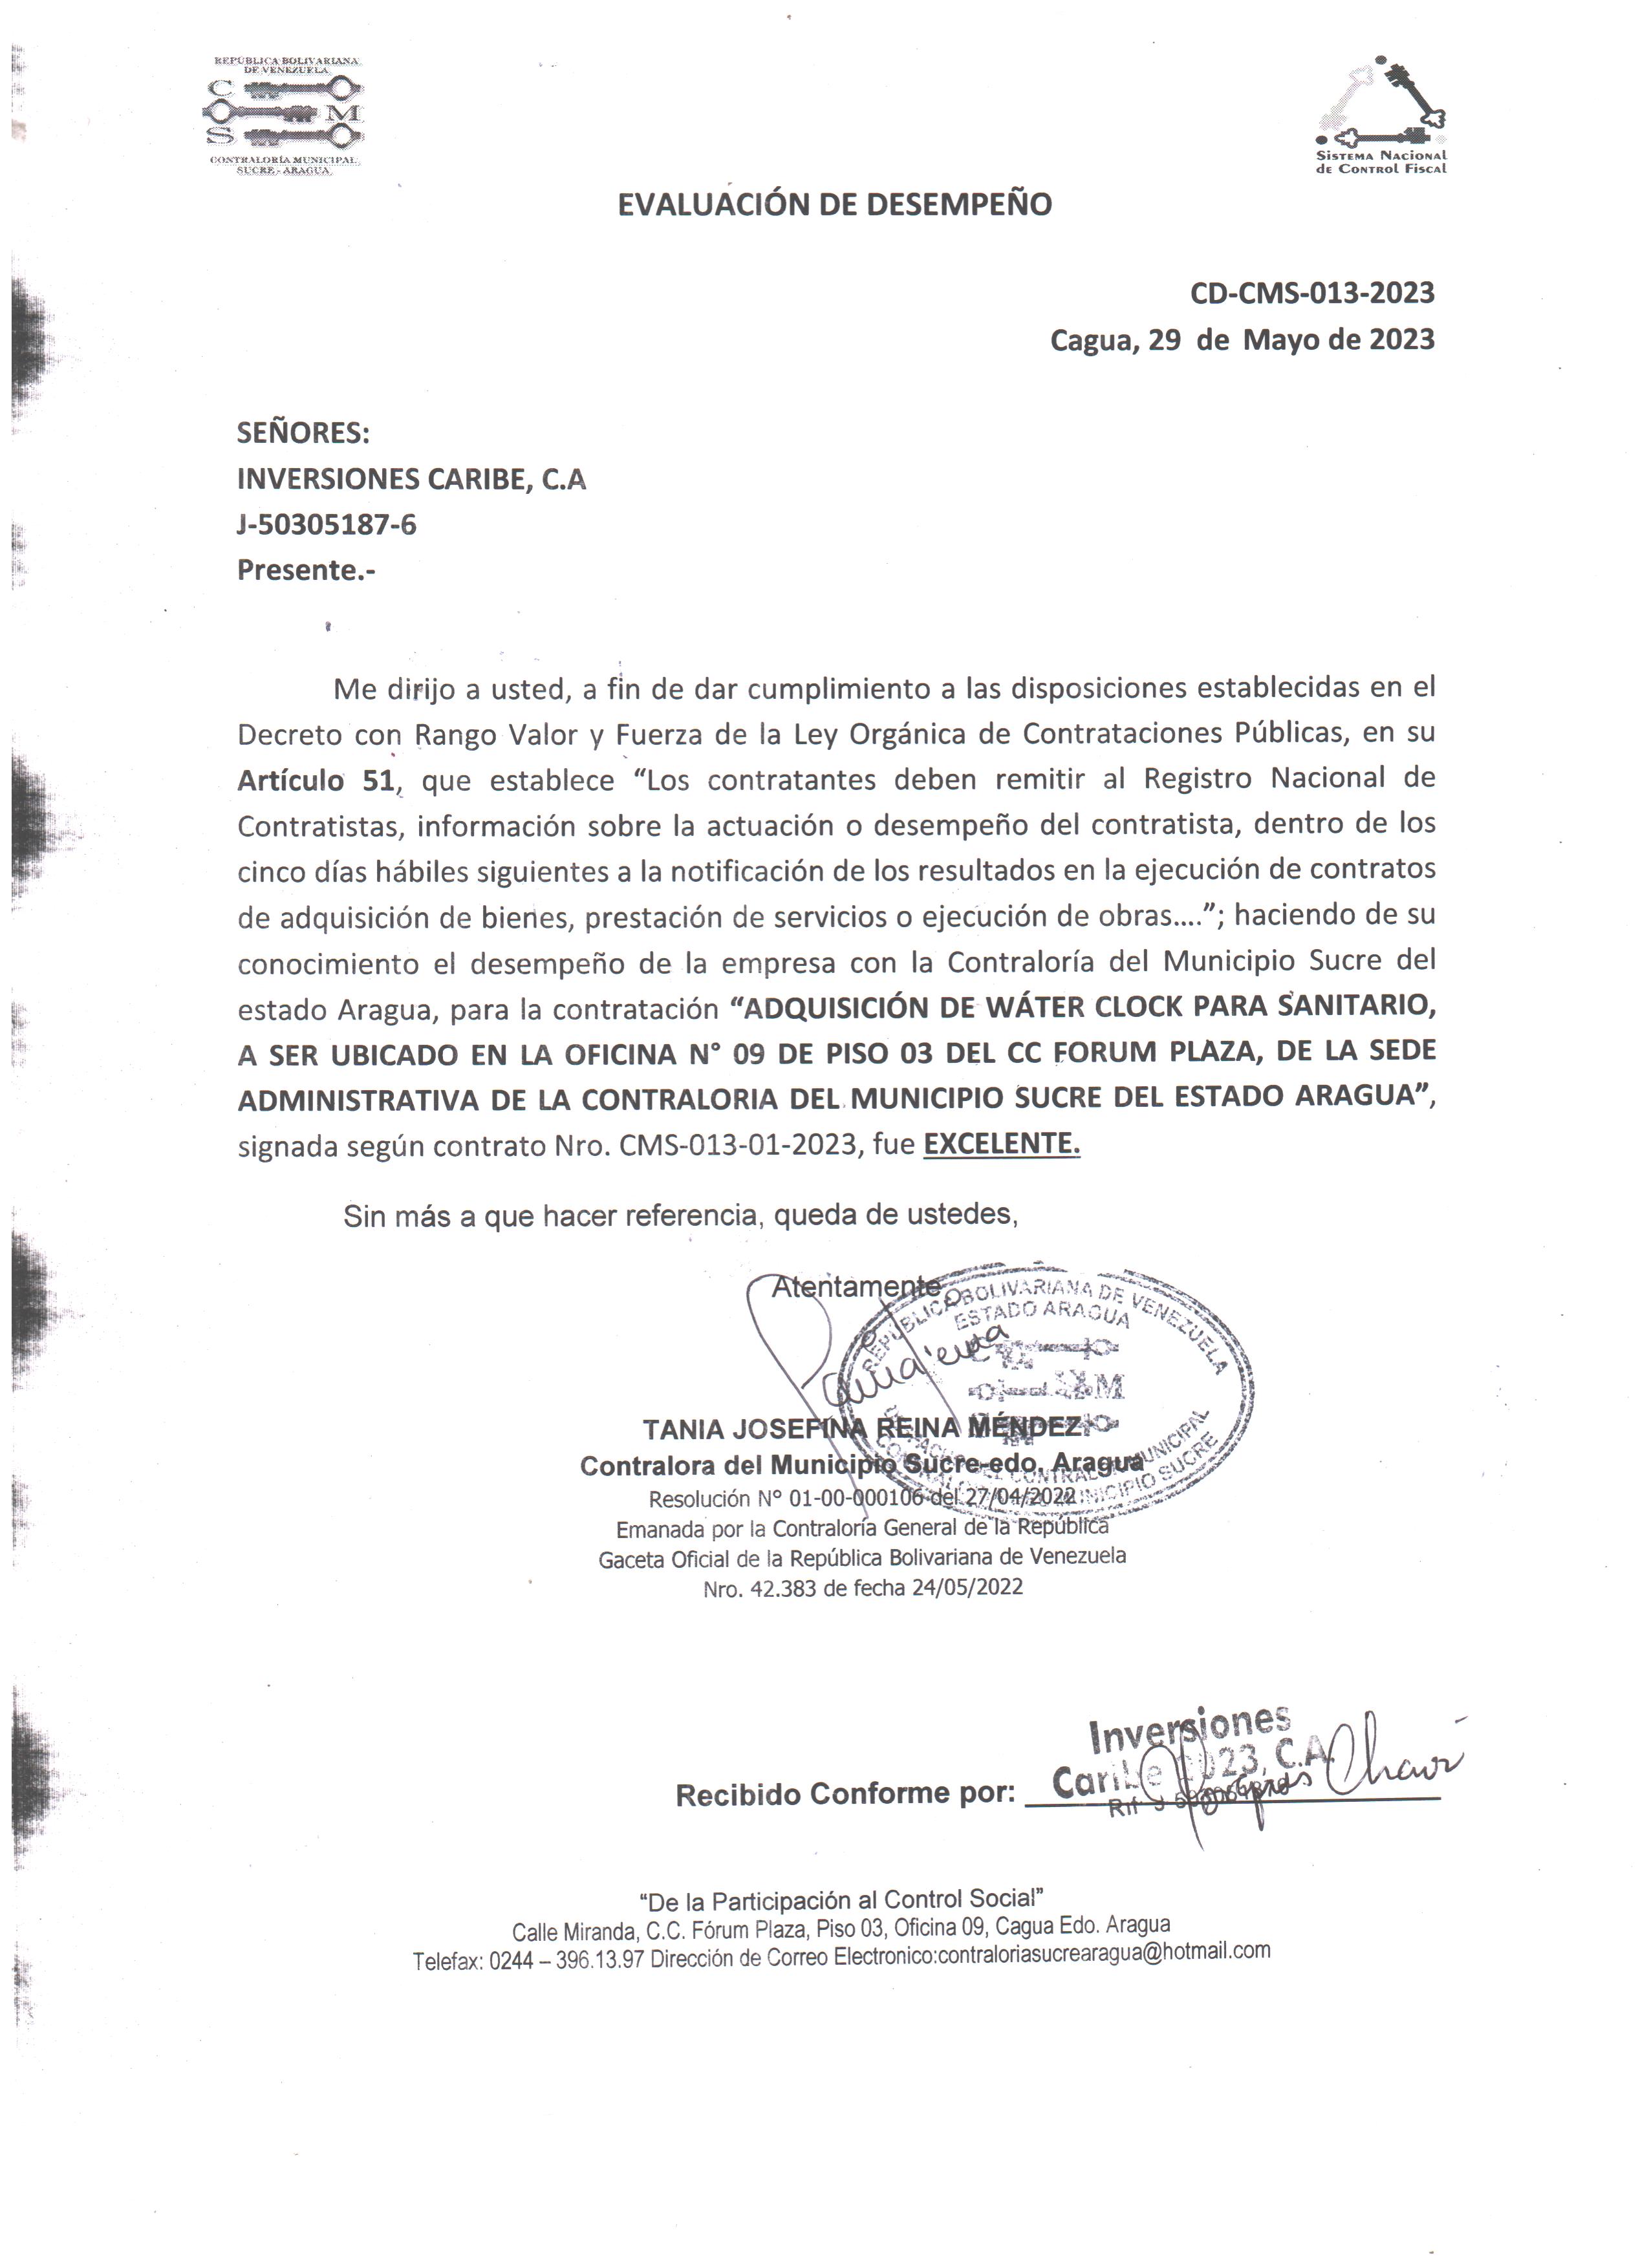 REPÚBLICA BOLIVARIANA
DE VENEZUELA
C
M
S
CONTRALORÍA MUNICIPAL
SUCRE - ARAGUA
SISTEMA NACIONAL
DE CONTROL FISCAL
EVALUACIÓN DE DESEMPEÑO
CD-CMS-013-2023
Cagua, 29 de Mayo de 2023
SEÑORES:
INVERSIONES CARIBE, C.A
J-50305187-6
Presente.-
Me dirijo a usted, a fin de dar cumplimiento a las disposiciones establecidas en el
Decreto con Rango Valor y Fuerza de la Ley Orgánica de Contrataciones Públicas, en su
Artículo 51, que establece “Los contratantes deben remitir al Registro Nacional de
Contratistas, información sobre la actuación o desempeño del contratista, dentro de los
cinco días hábiles siguientes a la notificación de los resultados en la ejecución de contratos
de adquisición de bienes, prestación de servicios o ejecución de obras....”; haciendo de su
conocimiento el desempeño de la empresa con la Contraloría del Municipio Sucre del
estado Aragua, para la contratación “ADQUISICIÓN DE WÁTER CLOCK PARA SANITARIO,
A SER UBICADO EN LA OFICINA N° 09 DE PISO 03 DEL CC FORUM PLAZA, DE LA SEDE
ADMINISTRATIVA DE LA CONTRALORIA DEL MUNICIPIO SUCRE DEL ESTADO ARAGUA”,
signada según contrato Nro. CMS-013-01-2023, fue EXCELENTE.
Sin más a que hacer referencia, queda de ustedes,
Atentamente
REPÚBLICA BOLIVARIANA DE VENEZUELA
ESTADO ARAGUA
M
TANIA JOSEFINA REINA MÉNDEZ
Contralora del Municipio Sucre-edo. Aragua
MUNICIPAL
MUNICIPIO SUCRE
Resolución N° 01-00-000106 del 27/04/2022
Emanada por la Contraloría General de la República
Gaceta Oficial de la República Bolivariana de Venezuela
Nro. 42.383 de fecha 24/05/2022
Inversiones
Caribe 2023, C.A
Rif
Recibido Conforme por:
“De la Participación al Control Social”
Calle Miranda, C.C. Fórum Plaza, Piso 03, Oficina 09, Cagua Edo. Aragua
Telefax: 0244 – 396.13.97 Dirección de Correo Electronico:contraloriasucrearagua@hotmail.com